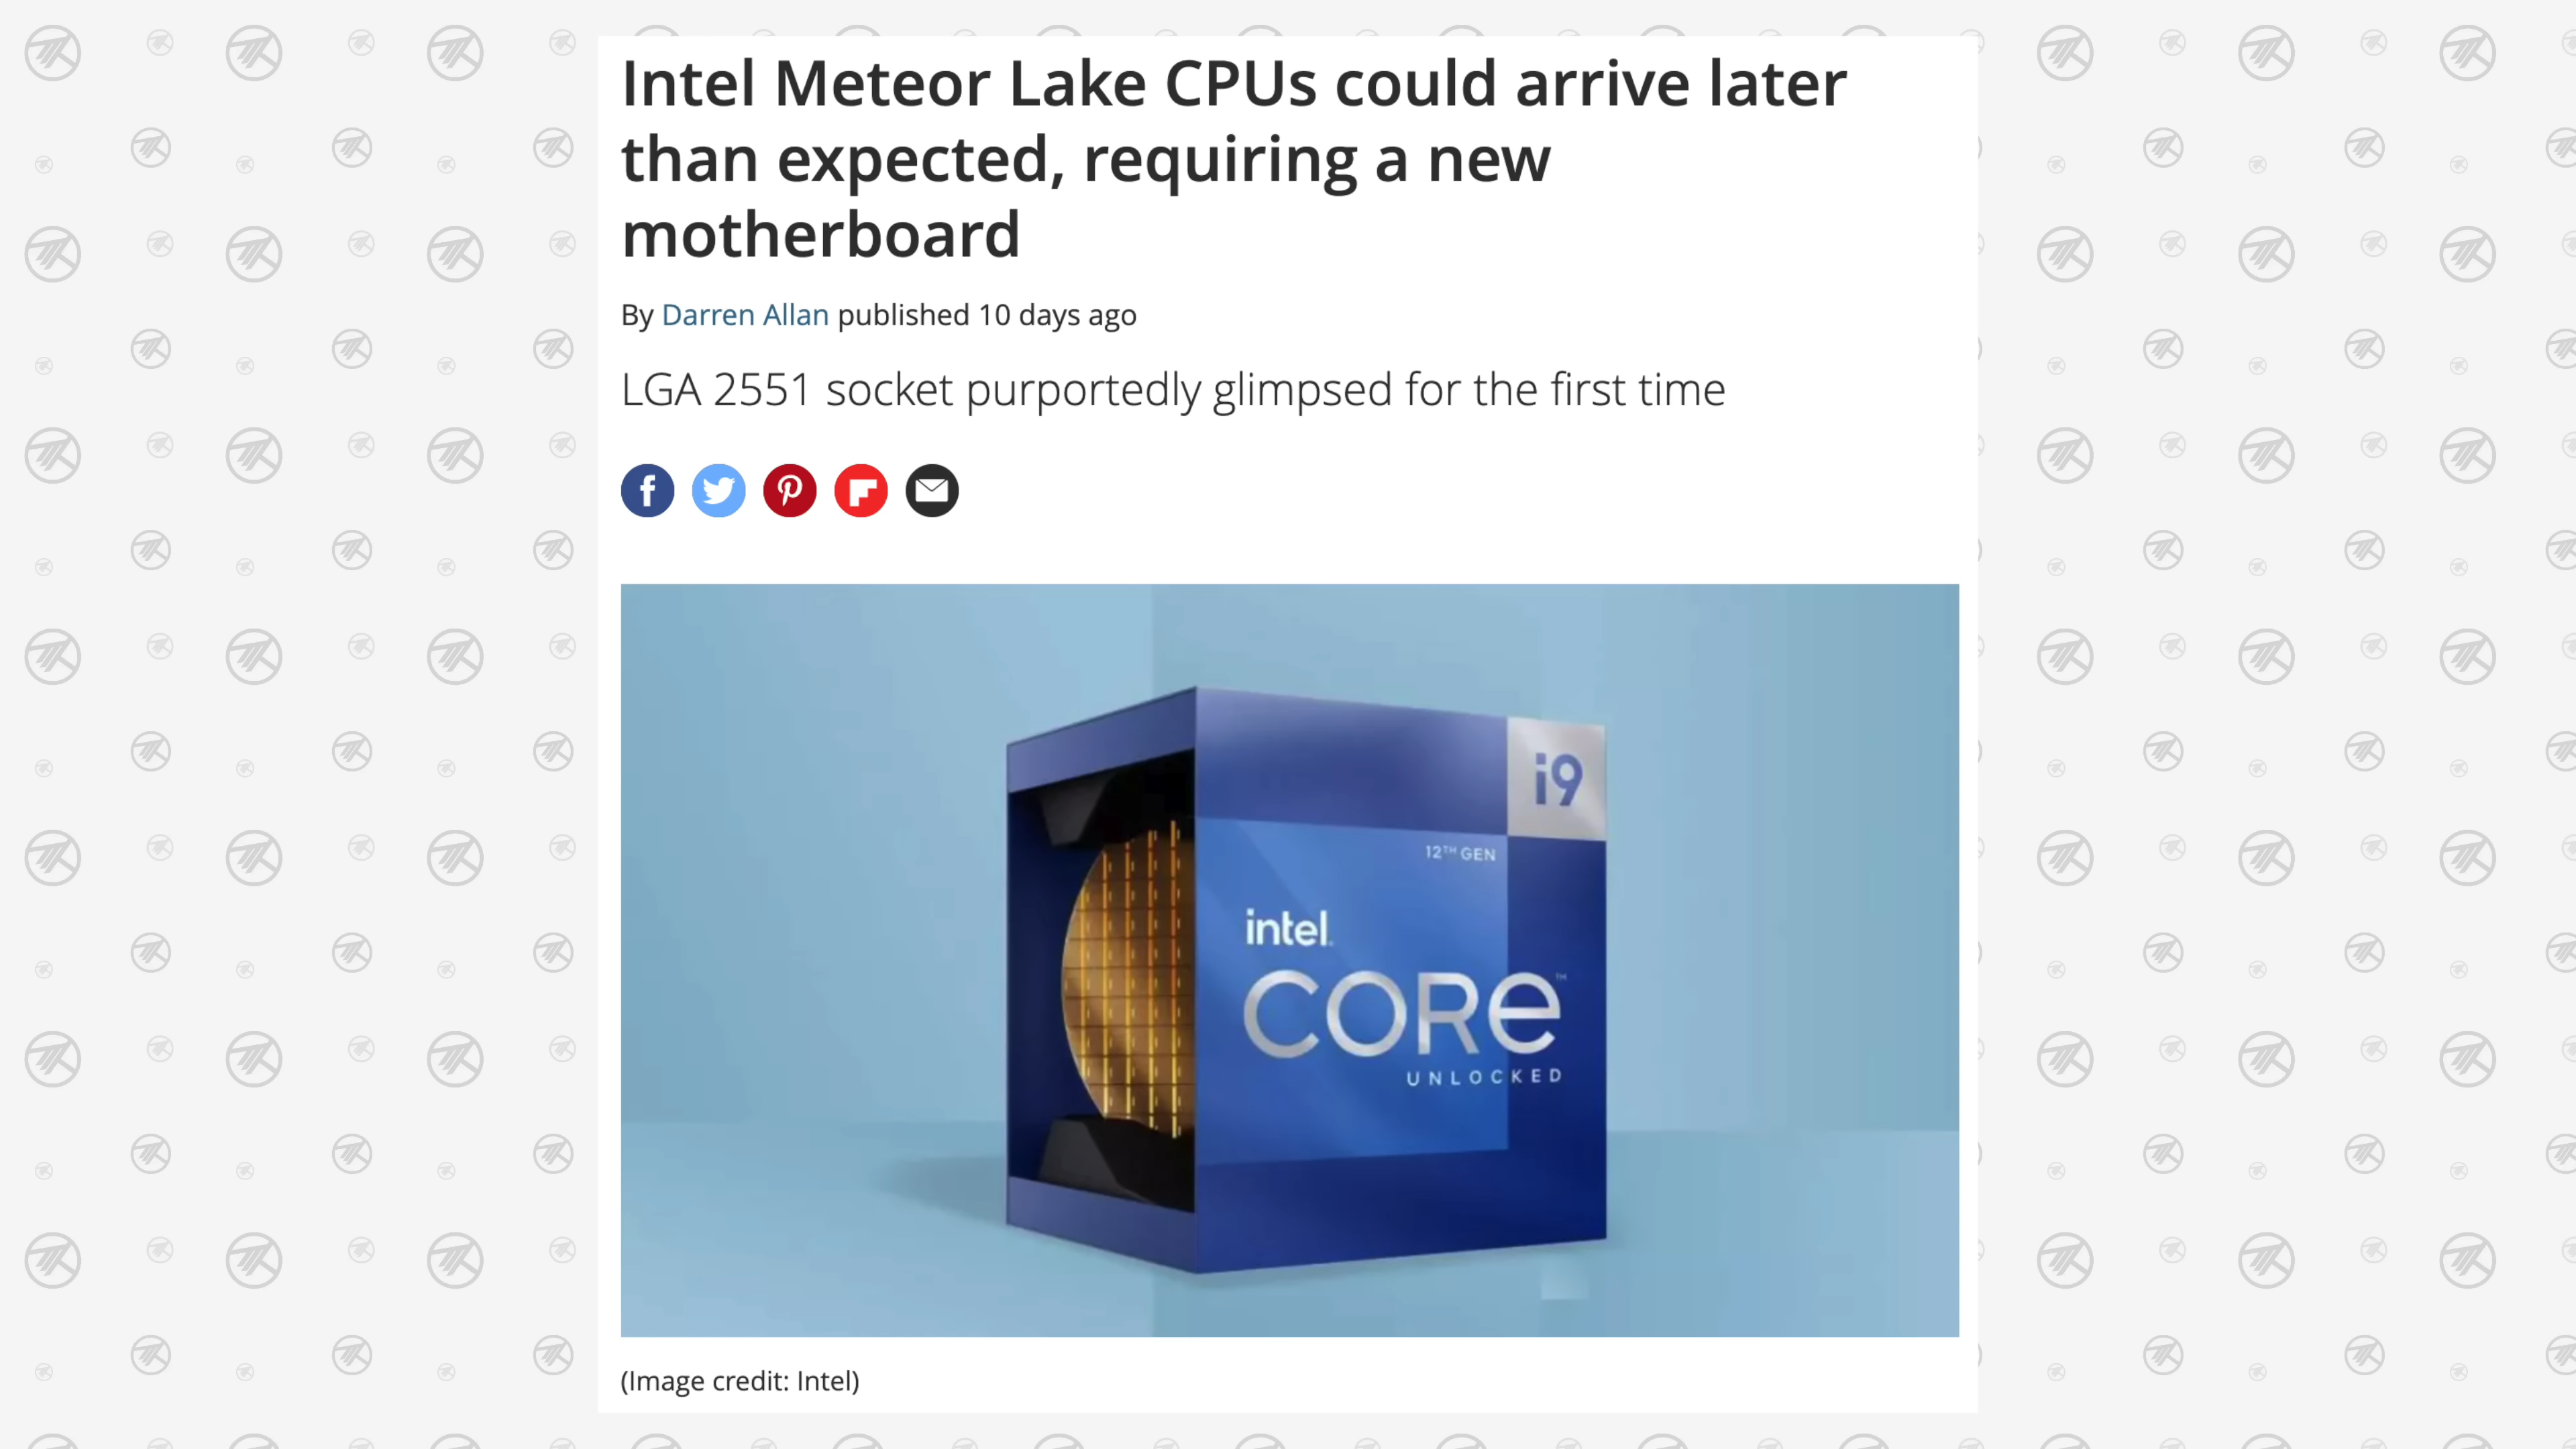 Intel Meteor Lake CPUs could arrive later
than expected, requiring a new
motherboard
By Darren Allan published 10 days ago
LGA 2551 socket purportedly glimpsed for the first time
i9
12TH GEN
intel.
CORe™
UNLOCKED
(Image credit: Intel)